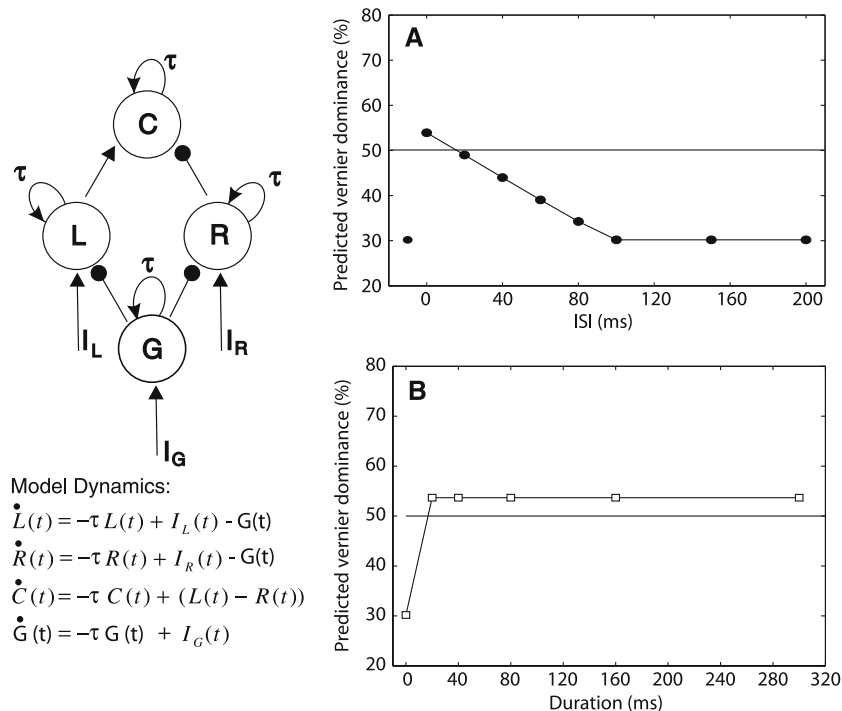 τ
C
τ
τ
L
R
τ
G
I_L
I_R
I_G
Model Dynamics:
L̇(t) = −τ L(t) + I_L(t) - G(t)
Ṙ(t) = −τ R(t) + I_R(t) - G(t)
Ċ(t) = −τ C(t) + (L(t) − R(t))
Ġ(t) = −τ G(t) + I_G(t)
A
Predicted vernier dominance (%)
80
70
60
50
40
30
20
0 40 80 120 160 200
ISI (ms)
B
Predicted vernier dominance (%)
80
70
60
50
40
30
20
0 40 80 120 160 200 240 280 320
Duration (ms)